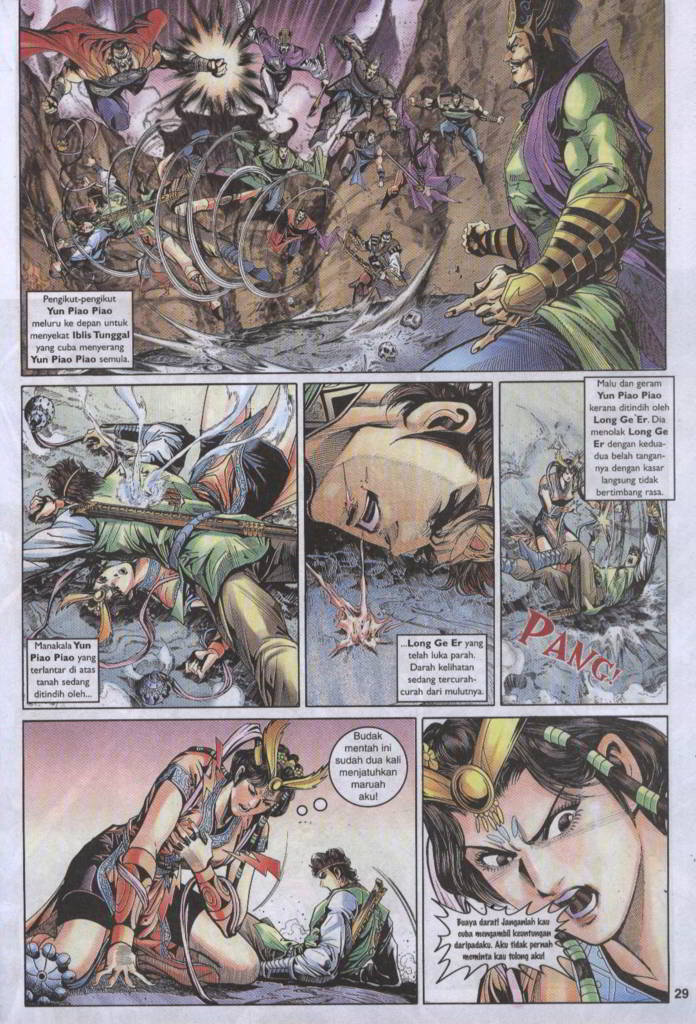 Pengikut-pengikut
Yun Piao Piao
meluru ke depan untuk
menyekat Iblis Tunggal
yang cuba menyerang
Yun Piao Piao semula.
Manakala Yun
Piao Piao yang
terlantar di atas
tanah sedang
ditindih oleh...
...Long Ge Er yang
telah luka parah.
Darah kelihatan
sedang tercurah-
curah dari mulutnya.
Malu dan geram
Yun Piao Piao
kerana ditindih oleh
Long Ge Er. Dia
menolak Long Ge
Er dengan kedua-
dua belah tangan-
nya dengan kasar
langsung tidak
bertimbang rasa.
PANG!
Budak
mentah ini
sudah dua kali
menjatuhkan
maruah
aku!
Buaya darat! Janganlah kau
cuba mengambil keuntungan
daripadaku. Aku tidak pernah
meminta kau tolong aku!
29